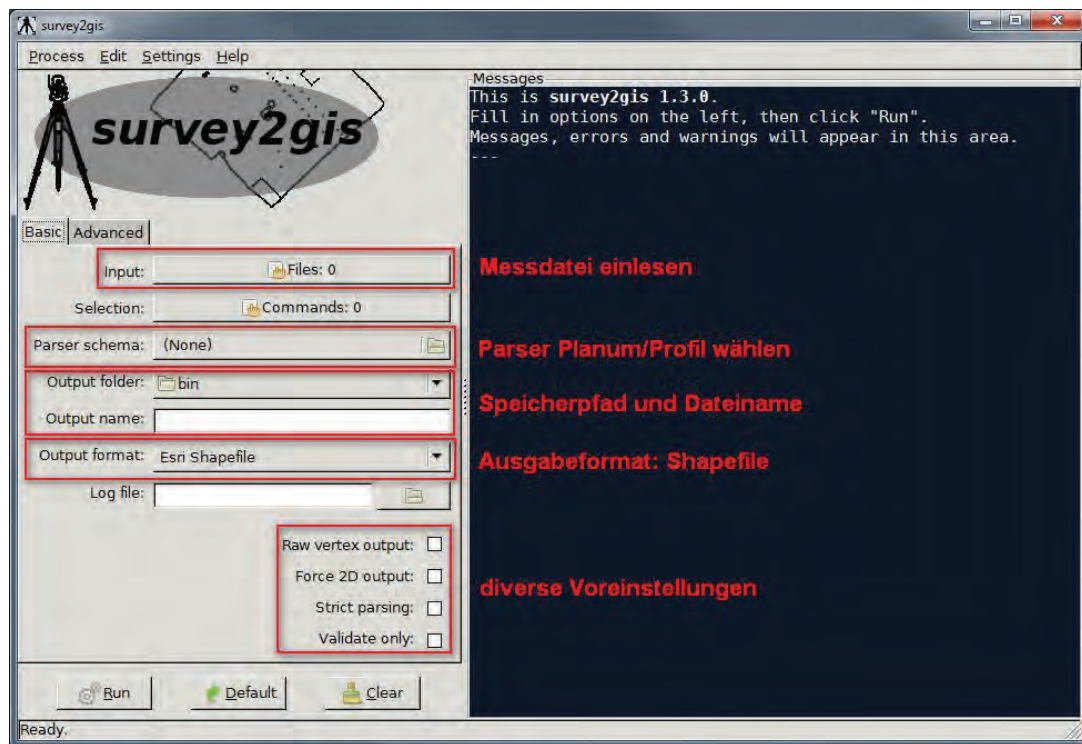 survey2gis
Process Edit Settings Help
survey2gis
Basic Advanced
Input: Files: 0
Selection: Commands: 0
Parser schema: (None)
Output folder: bin
Output name:
Output format: Esri Shapefile
Log file:
Raw vertex output:
Force 2D output:
Strict parsing:
Validate only:
Run Default Clear
Ready.
Messages
This is survey2gis 1.3.0.
Fill in options on the left, then click "Run".
Messages, errors and warnings will appear in this area.
---
Messdatei einlesen
Parser Planum/Profil wählen
Speicherpfad und Dateiname
Ausgabeformat: Shapefile
diverse Voreinstellungen